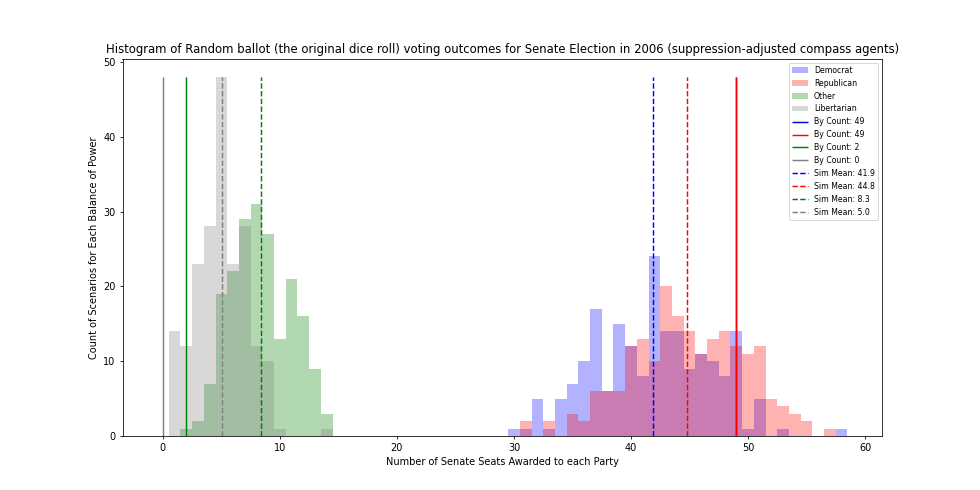 Histogram of Random ballot (the original dice roll) voting outcomes for Senate Election in 2006 (suppression-adjusted compass agents)
50
40
30
20
10
0
Count of Scenarios for Each Balance of Power
Democrat
Republican
Other
Libertarian
By Count: 49
By Count: 49
By Count: 2
By Count: 0
Sim Mean: 41.9
Sim Mean: 44.8
Sim Mean: 8.3
Sim Mean: 5.0
0 10 20 30 40 50 60
Number of Senate Seats Awarded to each Party